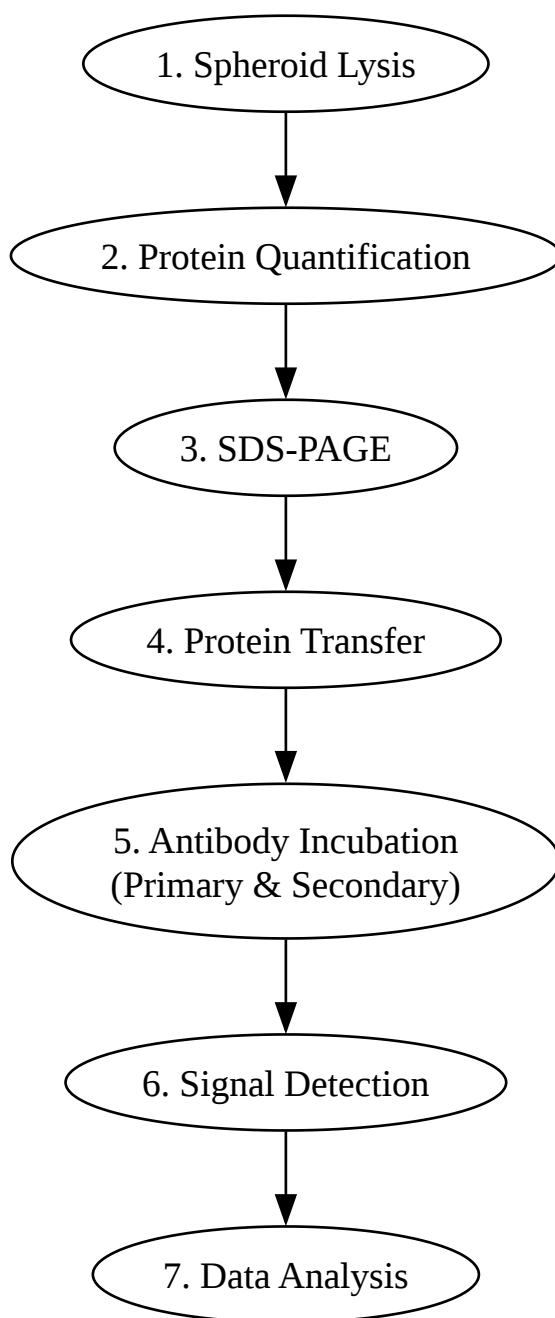 1. Spheroid Lysis
2. Protein Quantification
3. SDS-PAGE
4. Protein Transfer
5. Antibody Incubation
(Primary & Secondary)
6. Signal Detection
7. Data Analysis